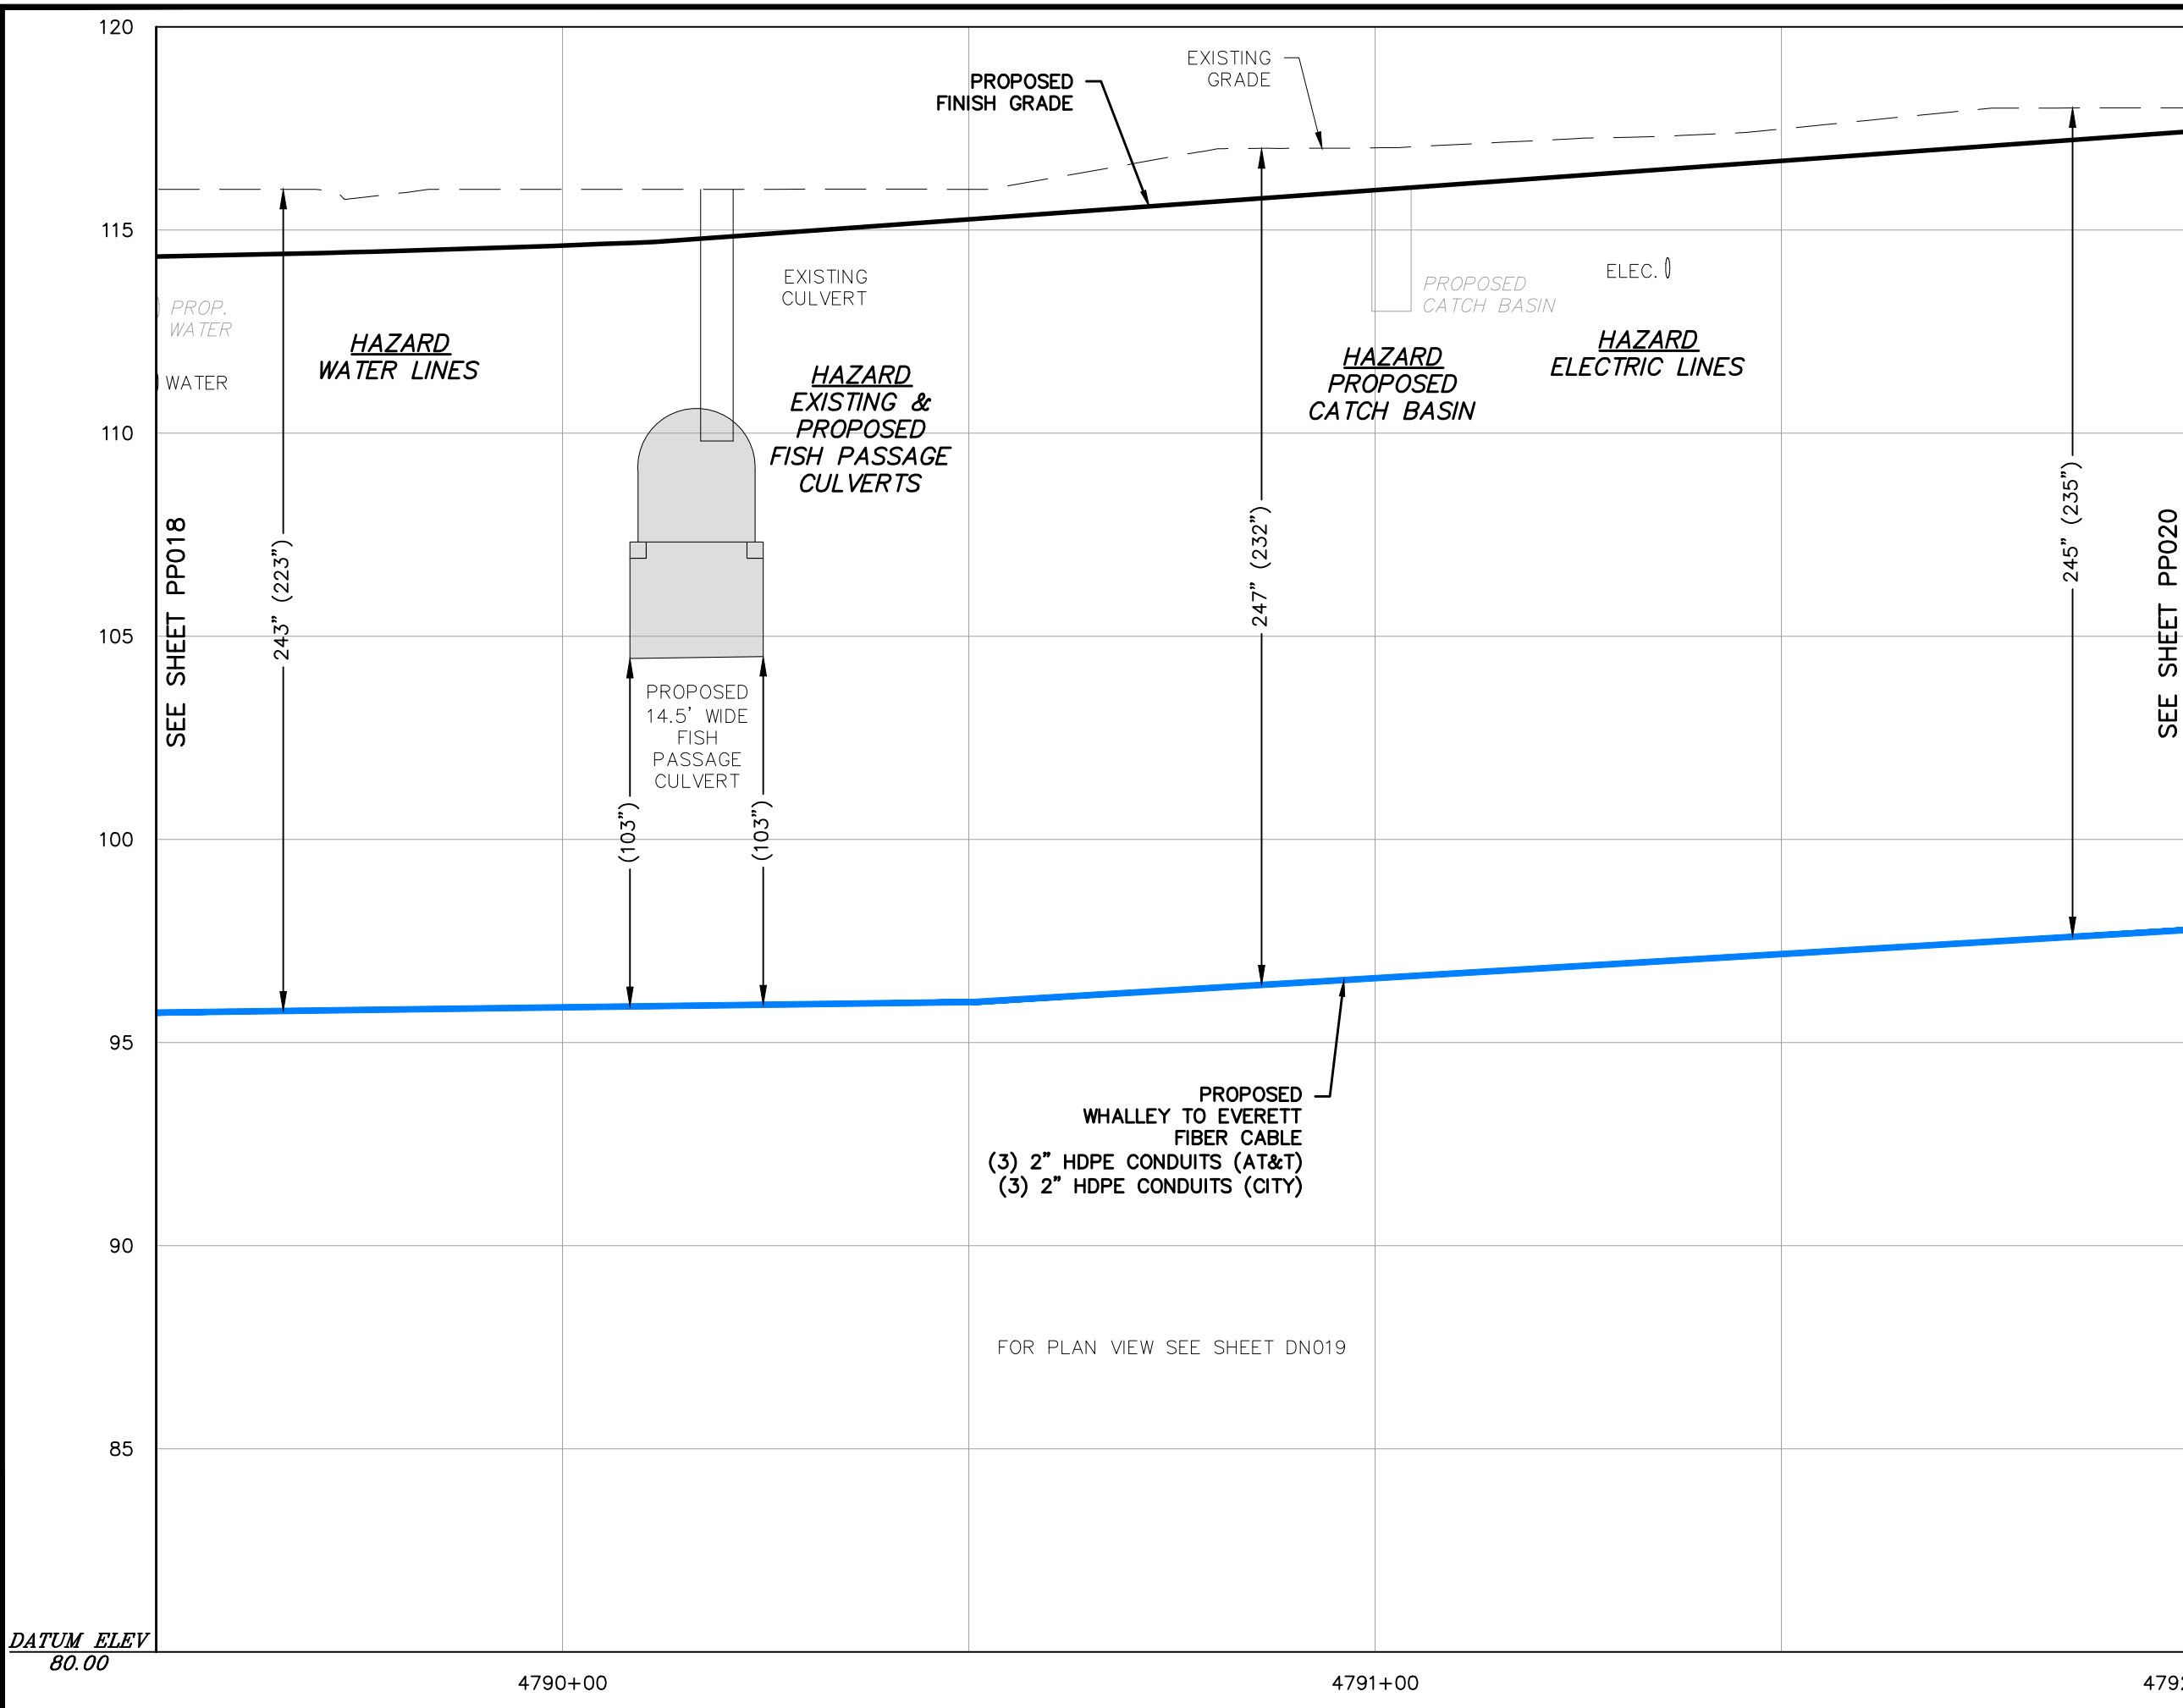 120
EXISTING
GRADE
PROPOSED
FINISH GRADE
115
EXISTING
CULVERT
ELEC.
PROPOSED
CATCH BASIN
PROP.
WATER
HAZARD
WATER LINES
HAZARD
ELECTRIC LINES
HAZARD
PROPOSED
CATCH BASIN
WATER
HAZARD
EXISTING &
PROPOSED
FISH PASSAGE
CULVERTS
110
SEE SHEET PP018
243" (223")
247" (232")
245" (235")
SEE SHEET PP020
105
PROPOSED
14.5' WIDE
FISH
PASSAGE
CULVERT
(103")
(103")
100
95
PROPOSED
WHALLEY TO EVERETT
FIBER CABLE
(3) 2" HDPE CONDUITS (AT&T)
(3) 2" HDPE CONDUITS (CITY)
90
FOR PLAN VIEW SEE SHEET DN019
85
DATUM ELEV
80.00
4790+00
4791+00